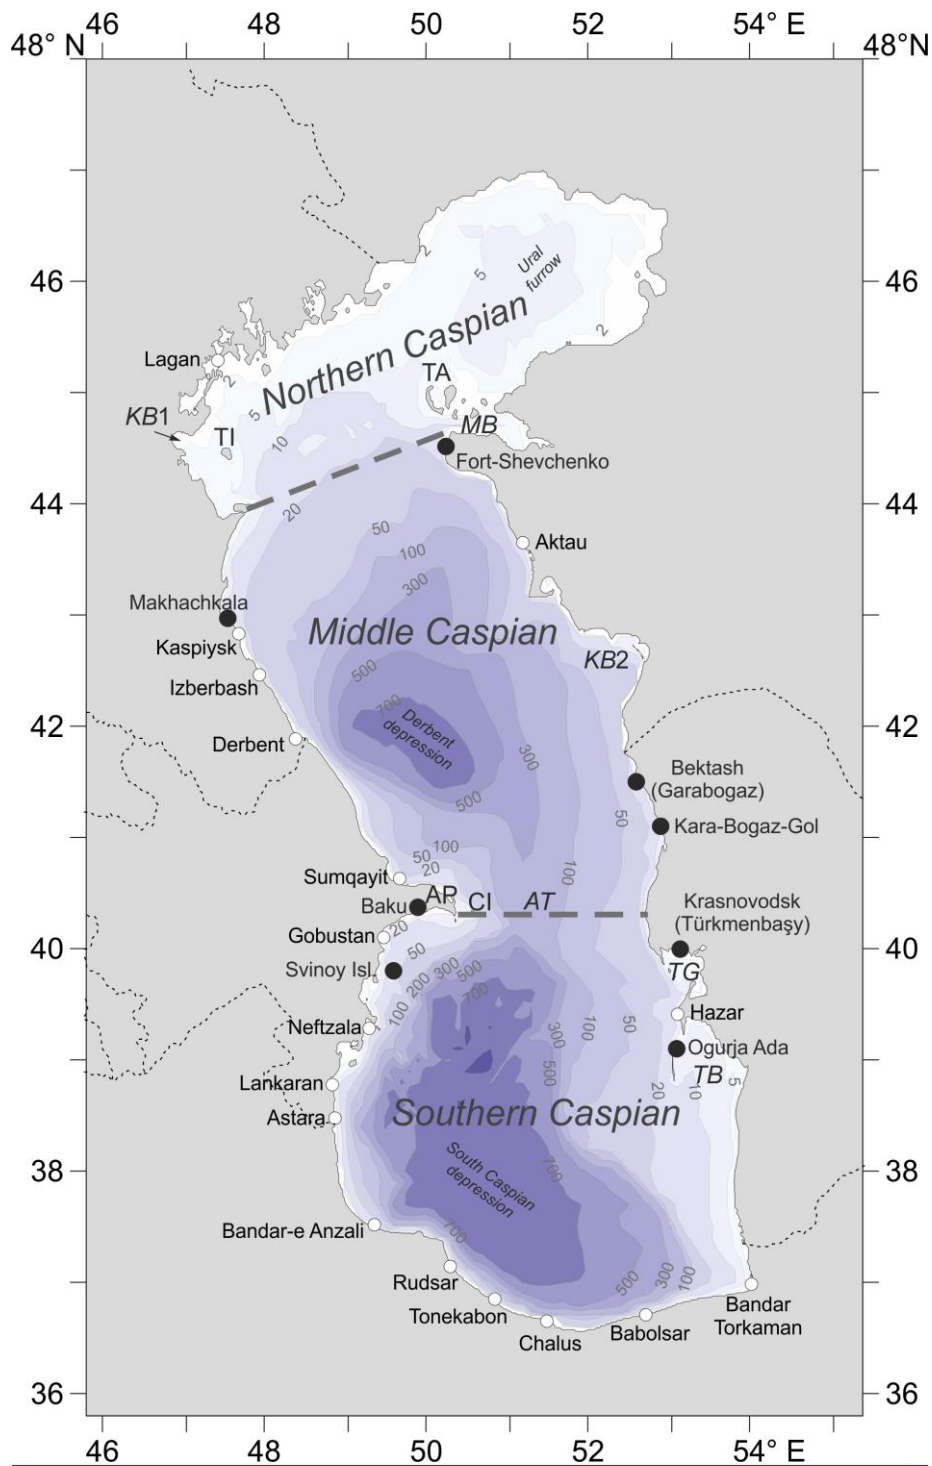 46 48 50 52 54° E
48° N 48°N
2
Ural
furrow
5
46 46
Northern Caspian
2
Lagan
2
TA
5
KB1
TI
10
MB
Fort-Shevchenko
20
44 44
50
Aktau
100
300
Makhachkala
Middle Caspian
Kaspiysk
KB2
500
Izberbash
700
42 42
Derbent
depression
Derbent
300
Bektash
(Garabogaz)
500
50
Kara-Bogaz-Gol
100
50
20
100
Sumqayit
AP CI AT
Baku
Krasnovodsk
(Türkmenbaşy)
20
Gobustan
50
40 40
Svinoy Isl.
300
500
200
700
TG
100
Neftzala
Hazar
300
100
50
Ogurja Ada
500
TB
Lankaran
20
10
5
Astara
Southern Caspian
38 38
South Caspian
depression
700
Bandar-e Anzali
700
Rudsar
500
300
100
Tonekabon
Chalus
Babolsar
Bandar
Torkaman
36 36
46 48 50 52 54° E